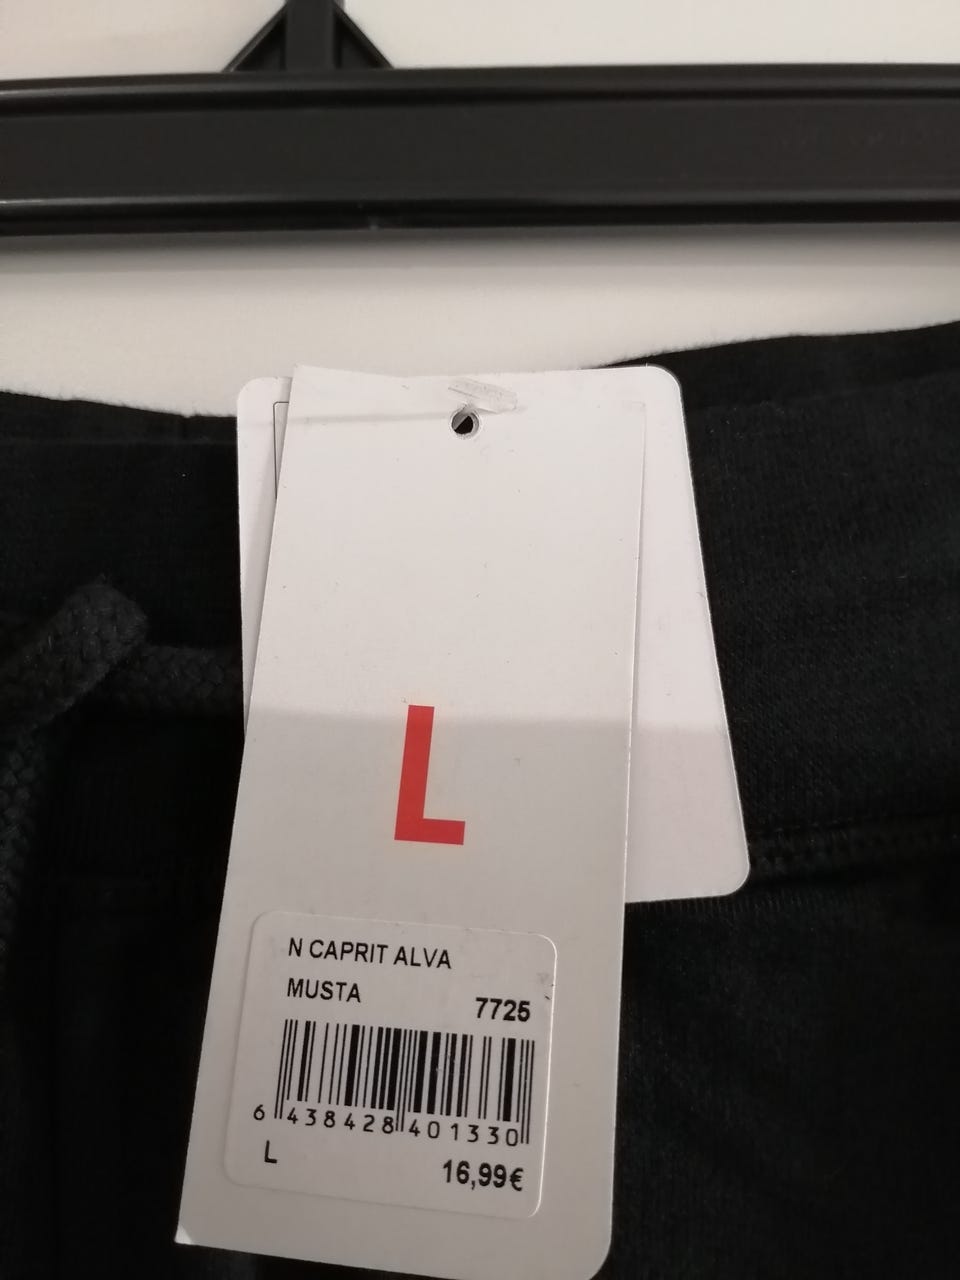 L
N CAPRIT ALVA
MUSTA
7725
6 438428 401330
L
16,99€